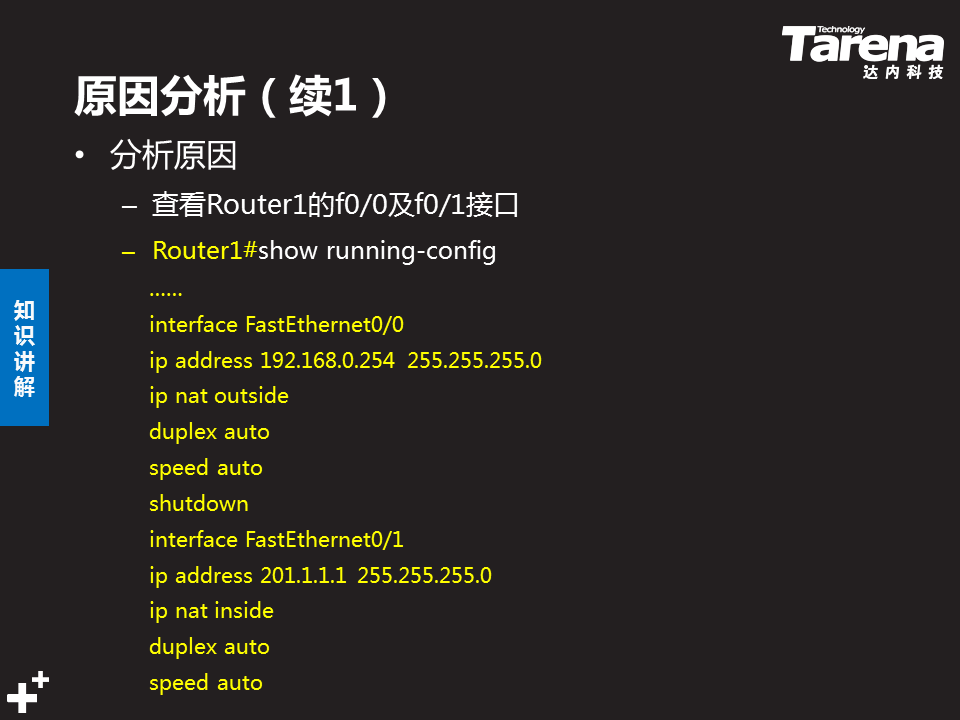 Technology
Tarena
达内科技
原因分析（续1）
• 分析原因
– 查看Router1的f0/0及f0/1接口
– Router1#show running-config
……
interface FastEthernet0/0
ip address 192.168.0.254 255.255.255.0
ip nat outside
duplex auto
speed auto
shutdown
interface FastEthernet0/1
ip address 201.1.1.1 255.255.255.0
ip nat inside
duplex auto
speed auto
知识讲解